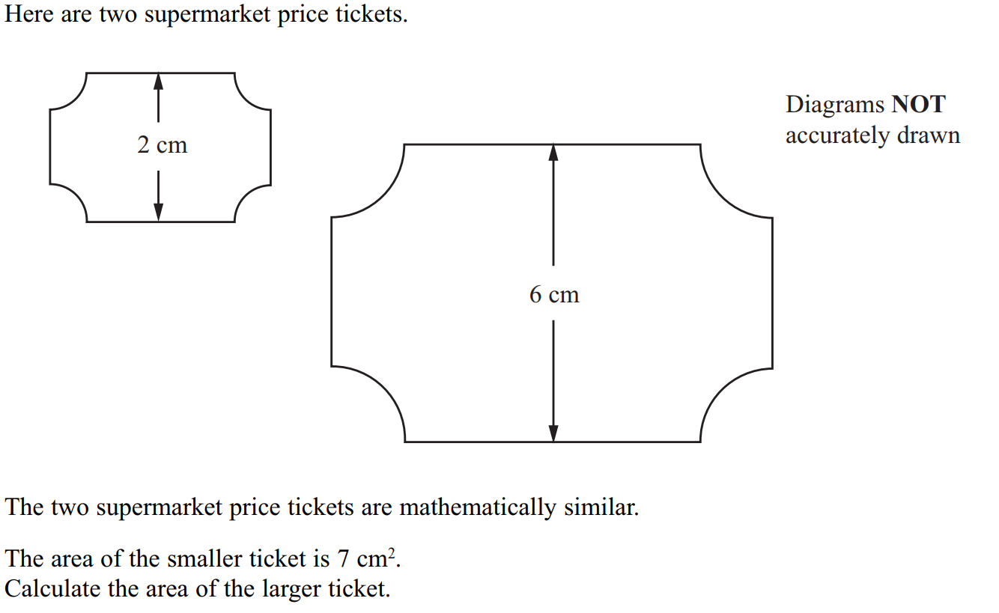 Here are two supermarket price tickets.
Diagrams NOT
accurately drawn
2 cm
6 cm
The two supermarket price tickets are mathematically similar.
The area of the smaller ticket is 7 cm².
Calculate the area of the larger ticket.